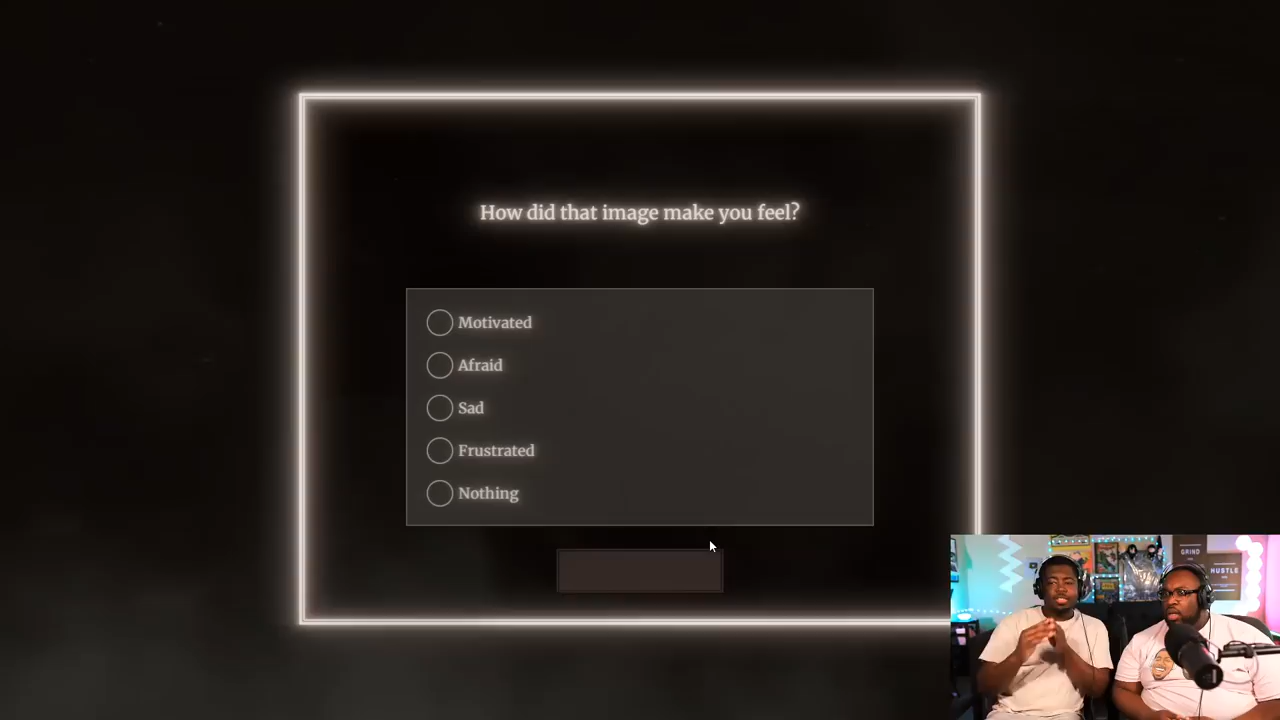 How did that image make you feel?
Motivated
Afraid
Sad
Frustrated
Nothing
GRIND
HUSTLE